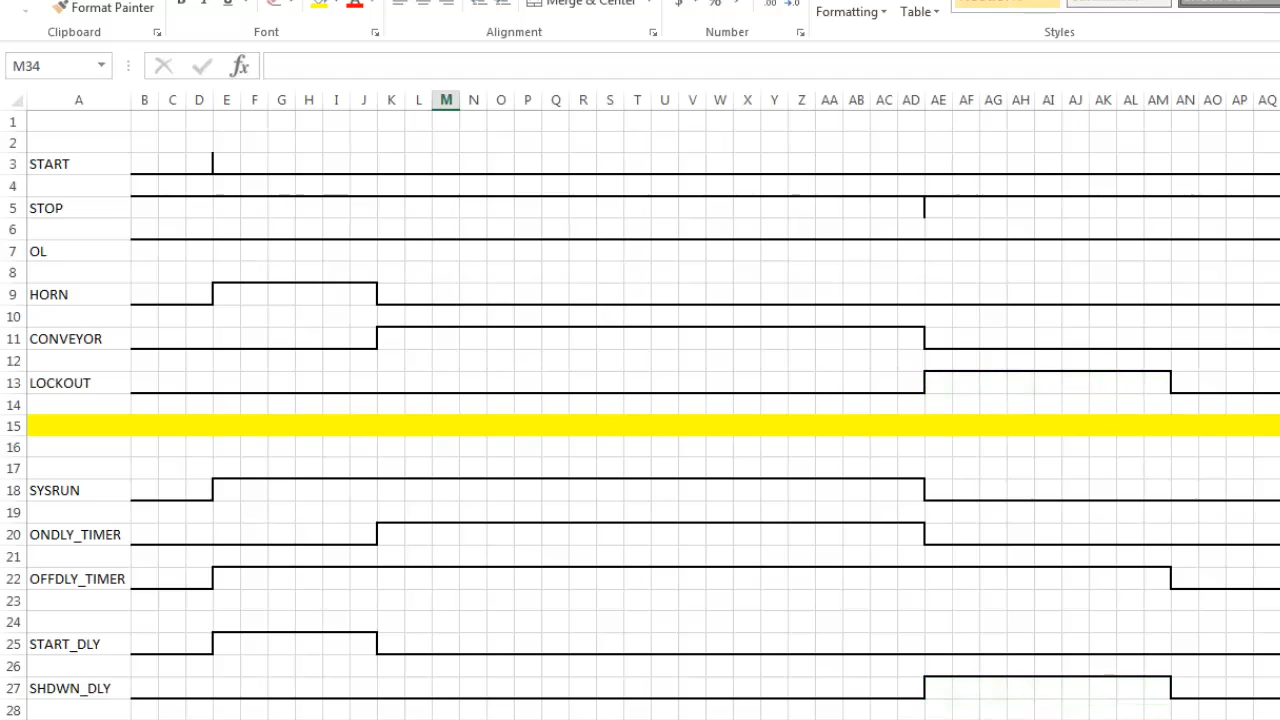 Format Painter
B I U
Merge & Center
$ %
Formatting Table
Clipboard Font Alignment Number Styles
M34 fx
A B C D E F G H I J K L M N O P Q R S T U V W X Y Z AA AB AC AD AE AF AG AH AI AJ AK AL AM AN AO AP AQ
1
2
3 START
4
5 STOP
6
7 OL
8
9 HORN
10
11 CONVEYOR
12
13 LOCKOUT
14
15
16
17
18 SYSRUN
19
20 ONDLY_TIMER
21
22 OFFDLY_TIMER
23
24
25 START_DLY
26
27 SHDWN_DLY
28